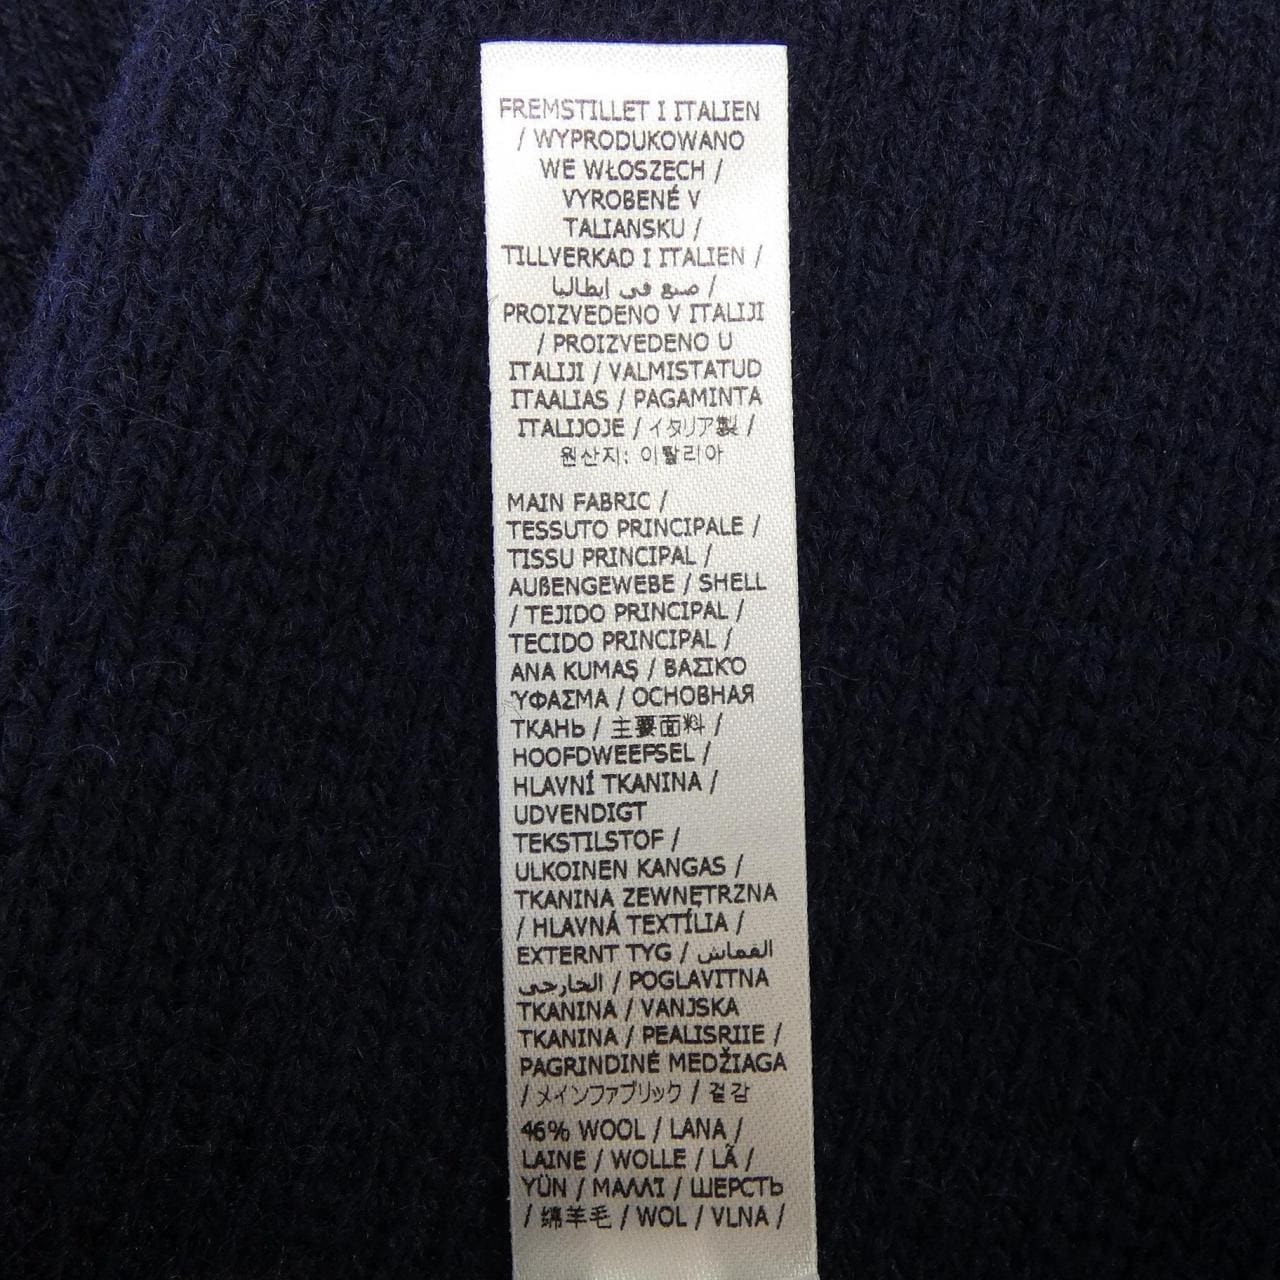 FREMSTILLET I ITALIEN
/ WYPRODUKOWANO
WE WŁOSZECH /
VYROBENÉ V
TALIANSKU /
TILLVERKAD I ITALIEN /
صنع في إيطاليا /
PROIZVEDENO V ITALIJI
/ PROIZVEDENO U
ITALIJI / VALMISTATUD
ITAALIAS / PAGAMINTA
ITALIJOJE / イタリア製 /
원산지: 이탈리아
MAIN FABRIC /
TESSUTO PRINCIPALE /
TISSU PRINCIPAL /
AUßENGEWEBE / SHELL
/ TEJIDO PRINCIPAL /
TECIDO PRINCIPAL /
ANA KUMAŞ / ΒΑΣΙΚΌ
ΎΦΑΣΜΑ / ОСНОВНАЯ
ТКАНЬ / 主要面料 /
HOOFDWEEFSEL /
HLAVNÍ TKANINA /
UDVENDIGT
TEKSTILSTOF /
ULKOINEN KANGAS /
TKANINA ZEWNĘTRZNA
/ HLAVNÁ TEXTÍLIA /
EXTERNT TYG / القماش
الخارجي / POGLAVITNA
TKANINA / VANJSKA
TKANINA / PEALISRIIE /
PAGRINDINĖ MEDŽIAGA
/ メインファブリック / 겉감
46% WOOL / LANA /
LAINE / WOLLE / LÃ /
YÜN / ΜΑΛΛΙ / ШЕРСТЬ
/ 绵羊毛 / WOL / VLNA /